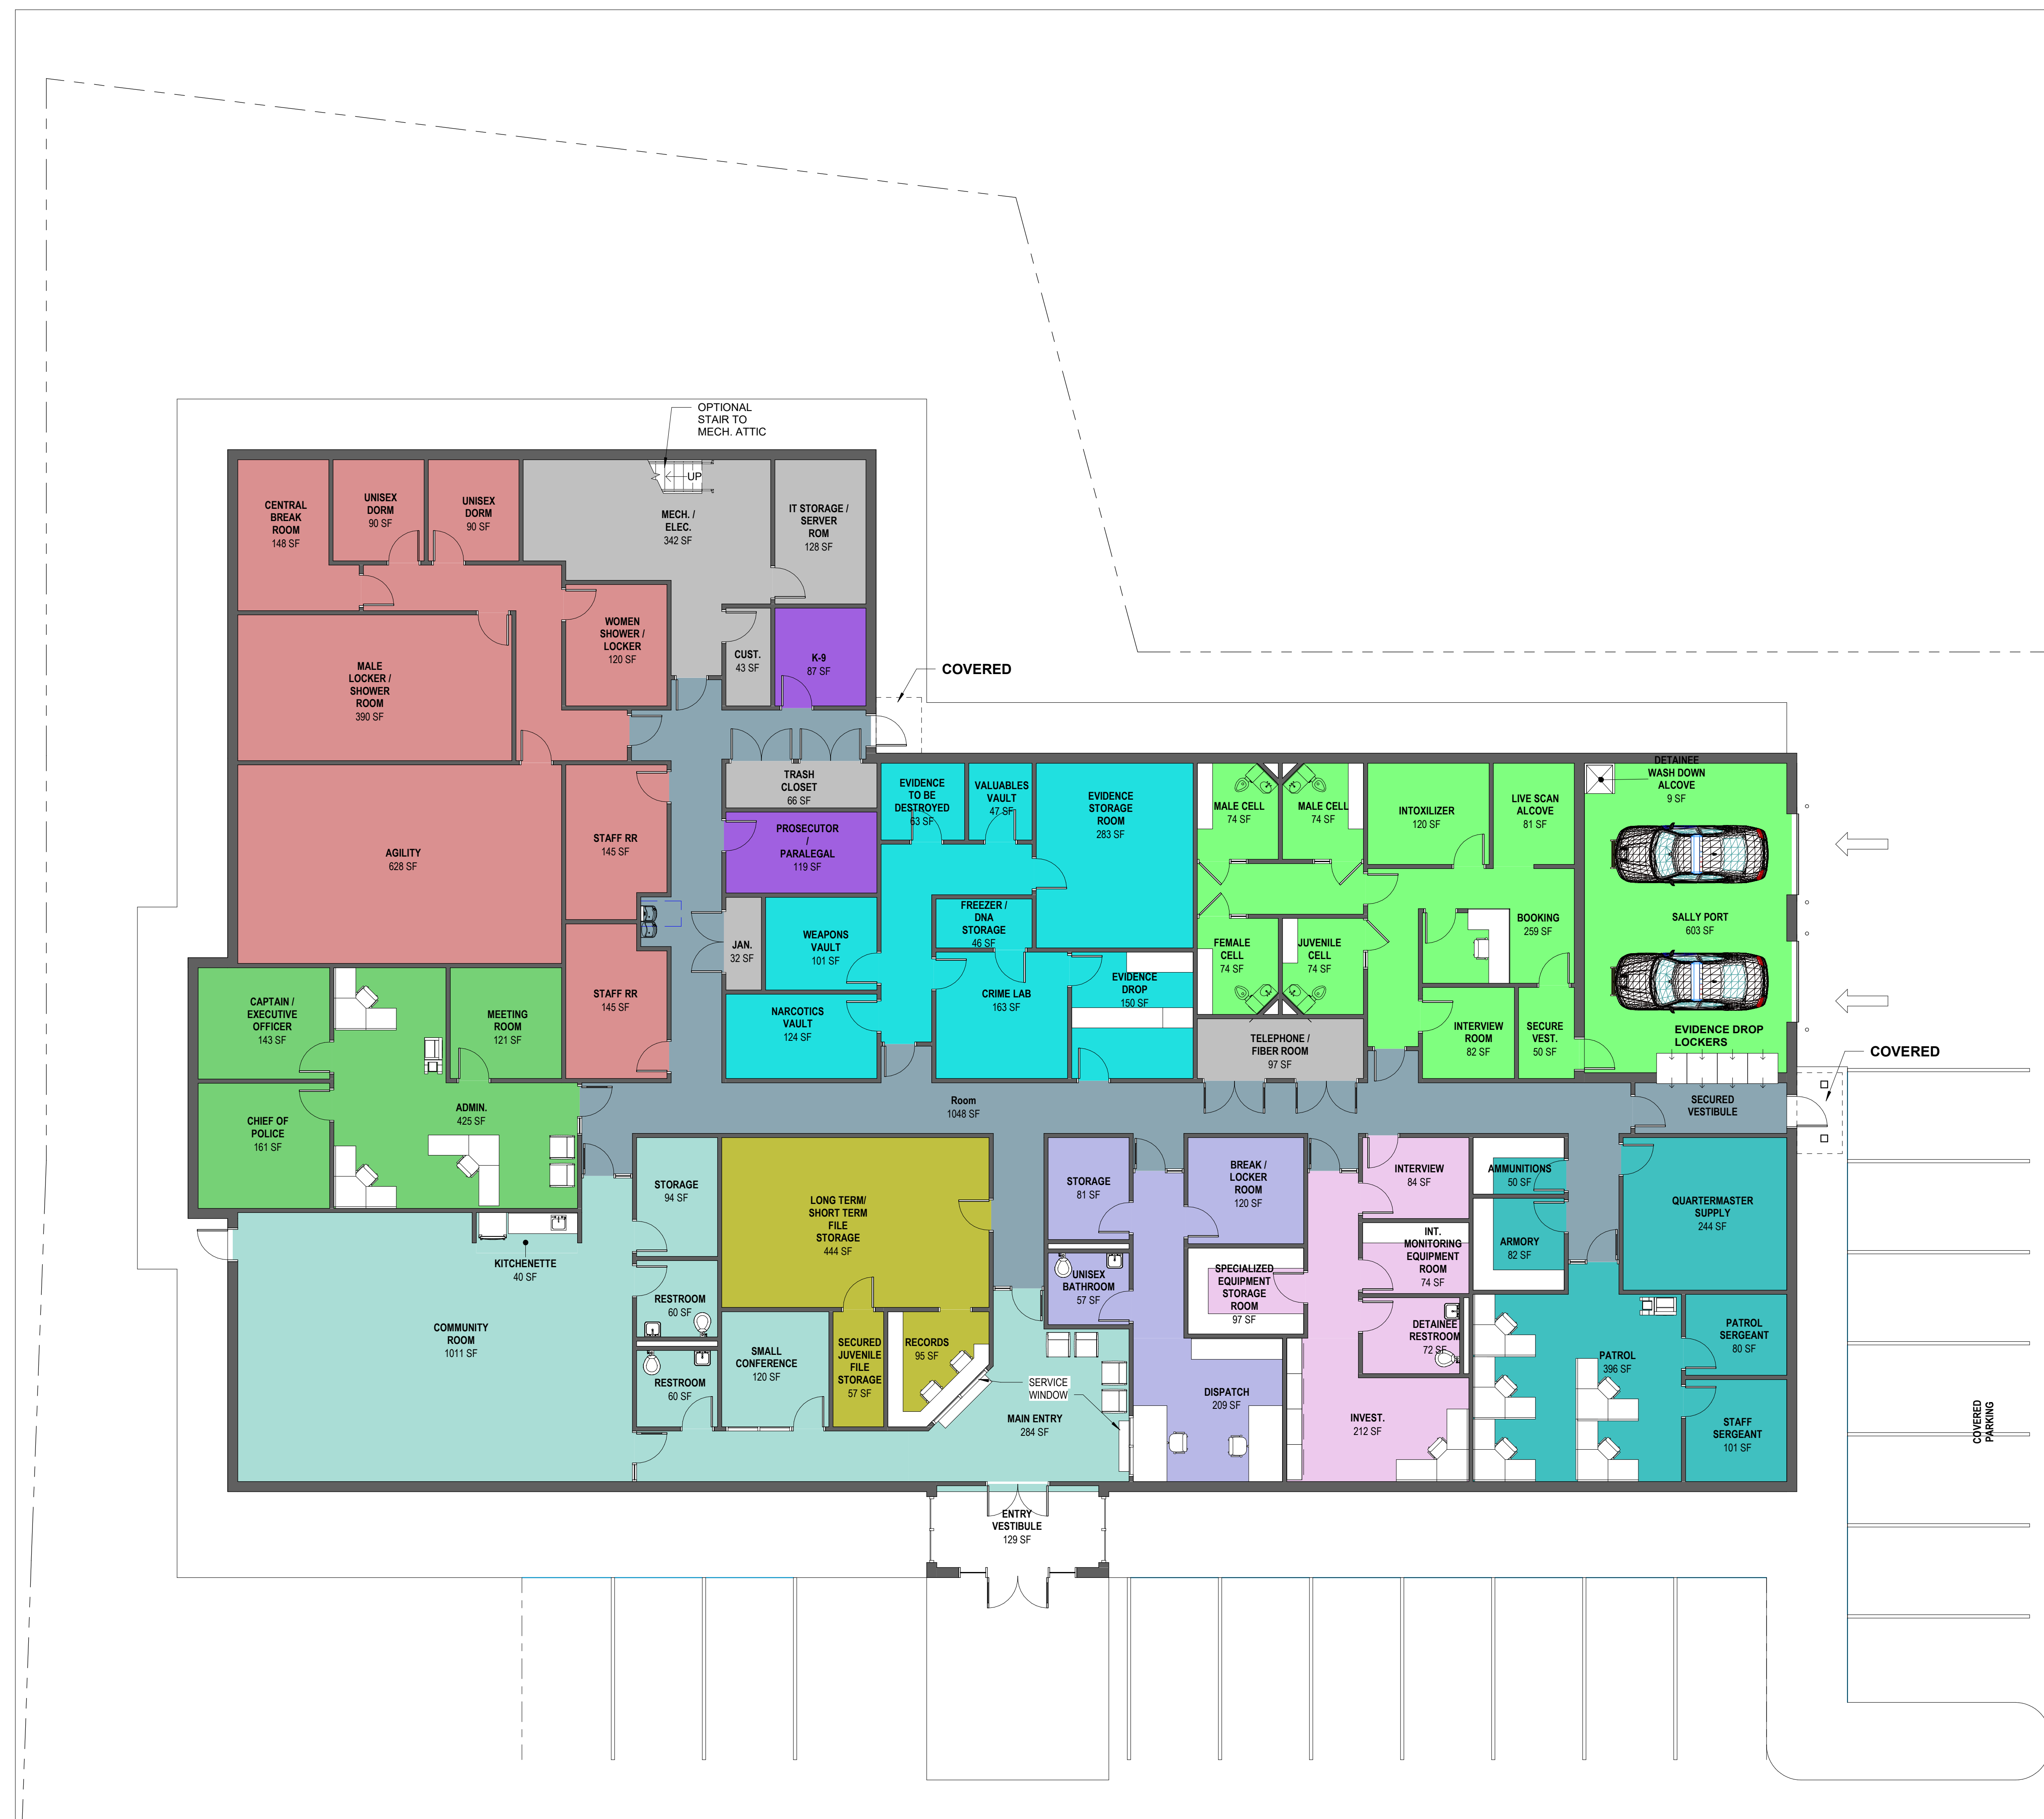 OPTIONAL
STAIR TO
MECH. ATTIC
UP
CENTRAL
BREAK
ROOM
148 SF
UNISEX
DORM
90 SF
UNISEX
DORM
90 SF
MECH. /
ELEC.
342 SF
IT STORAGE /
SERVER
ROM
128 SF
WOMEN
SHOWER /
LOCKER
120 SF
CUST.
43 SF
K-9
87 SF
COVERED
MALE
LOCKER /
SHOWER
ROOM
390 SF
TRASH
CLOSET
66 SF
EVIDENCE
TO BE
DESTROYED
63 SF
VALUABLES
VAULT
47 SF
EVIDENCE
STORAGE
ROOM
283 SF
MALE CELL
74 SF
MALE CELL
74 SF
INTOXILIZER
120 SF
LIVE SCAN
ALCOVE
81 SF
DETAINEE
WASH DOWN
ALCOVE
9 SF
AGILITY
628 SF
STAFF RR
145 SF
PROSECUTOR
/
PARALEGAL
119 SF
JAN.
32 SF
WEAPONS
VAULT
101 SF
FREEZER /
DNA
STORAGE
46 SF
FEMALE
CELL
74 SF
JUVENILE
CELL
74 SF
BOOKING
259 SF
SALLY PORT
603 SF
CAPTAIN /
EXECUTIVE
OFFICER
143 SF
MEETING
ROOM
121 SF
STAFF RR
145 SF
NARCOTICS
VAULT
124 SF
CRIME LAB
163 SF
EVIDENCE
DROP
150 SF
TELEPHONE /
FIBER ROOM
97 SF
INTERVIEW
ROOM
82 SF
SECURE
VEST.
50 SF
EVIDENCE DROP
LOCKERS
COVERED
CHIEF OF
POLICE
161 SF
ADMIN.
425 SF
Room
1048 SF
SECURED
VESTIBULE
STORAGE
94 SF
LONG TERM/
SHORT TERM
FILE
STORAGE
444 SF
STORAGE
81 SF
BREAK /
LOCKER
ROOM
120 SF
INTERVIEW
84 SF
AMMUNITIONS
50 SF
QUARTERMASTER
SUPPLY
244 SF
KITCHENETTE
40 SF
RESTROOM
60 SF
UNISEX
BATHROOM
57 SF
SPECIALIZED
EQUIPMENT
STORAGE
ROOM
97 SF
INT.
MONITORING
EQUIPMENT
ROOM
74 SF
ARMORY
82 SF
COMMUNITY
ROOM
1011 SF
RESTROOM
60 SF
SMALL
CONFERENCE
120 SF
SECURED
JUVENILE
FILE
STORAGE
57 SF
RECORDS
95 SF
SERVICE
WINDOW
MAIN ENTRY
284 SF
DISPATCH
209 SF
DETAINEE
RESTROOM
72 SF
INVEST.
212 SF
PATROL
396 SF
PATROL
SERGEANT
80 SF
STAFF
SERGEANT
101 SF
COVERED
PARKING
ENTRY
VESTIBULE
129 SF